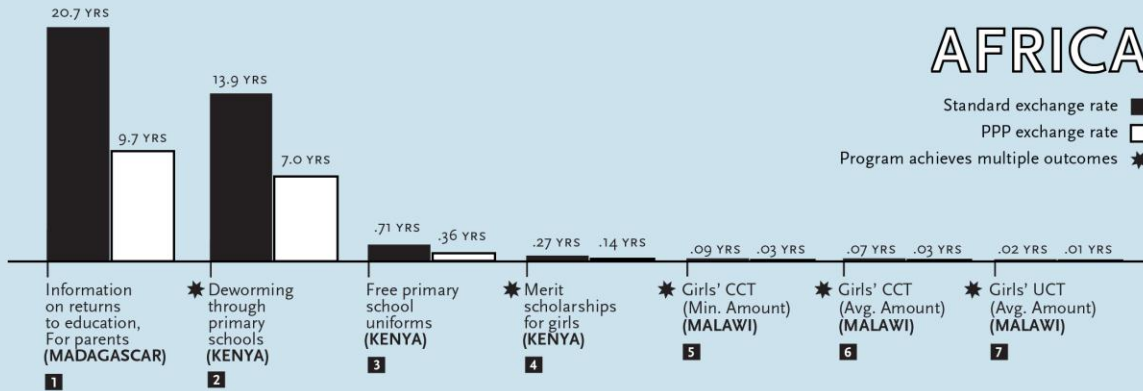 20.7 YRS
9.7 YRS
13.9 YRS
7.0 YRS
.71 YRS
.36 YRS
.27 YRS
.14 YRS
.09 YRS
.03 YRS
.07 YRS
.03 YRS
.02 YRS
.01 YRS
AFRICA
Standard exchange rate
PPP exchange rate
Program achieves multiple outcomes
Information
on returns
to education,
For parents
(MADAGASCAR)
1
Deworming
through
primary
schools
(KENYA)
2
Free primary
school
uniforms
(KENYA)
3
Merit
scholarships
for girls
(KENYA)
4
Girls' CCT
(Min. Amount)
(MALAWI)
5
Girls' CCT
(Avg. Amount)
(MALAWI)
6
Girls' UCT
(Avg. Amount)
(MALAWI)
7